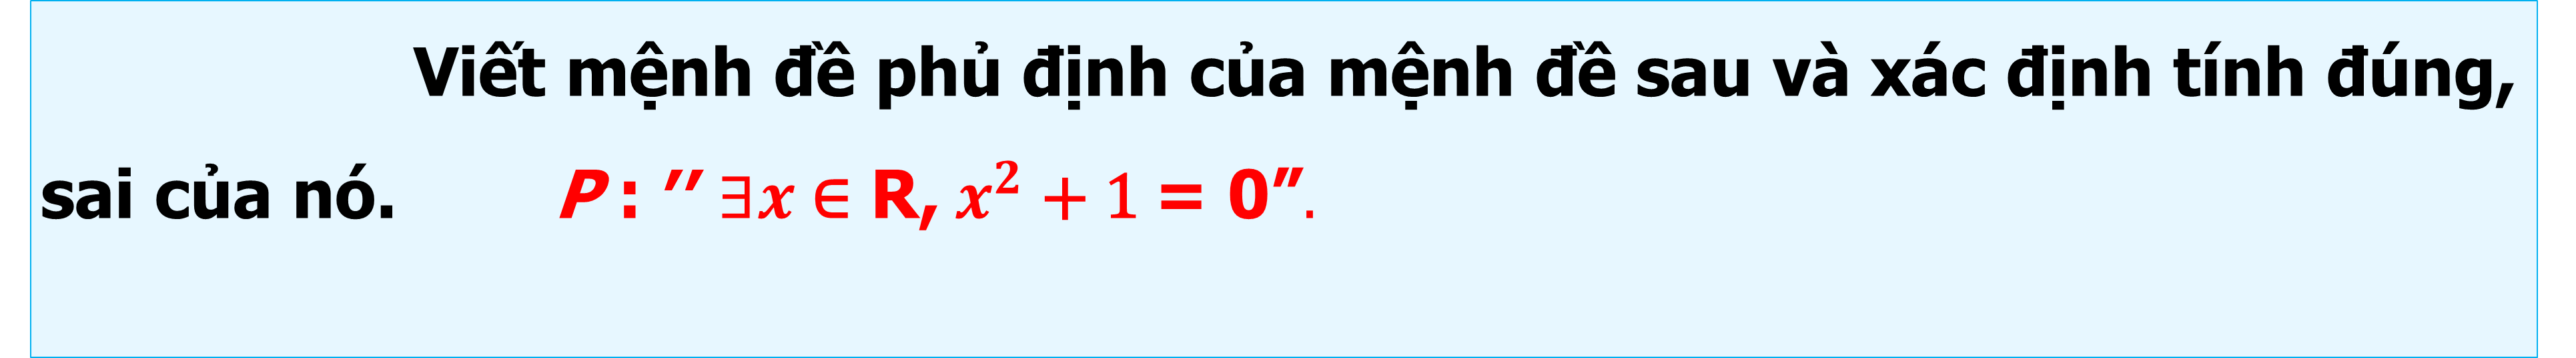 Viết mệnh đề phủ định của mệnh đề sau và xác định tính đúng,
sai của nó. P : ′′ ∃x ∈ R, x² + 1 = 0″.